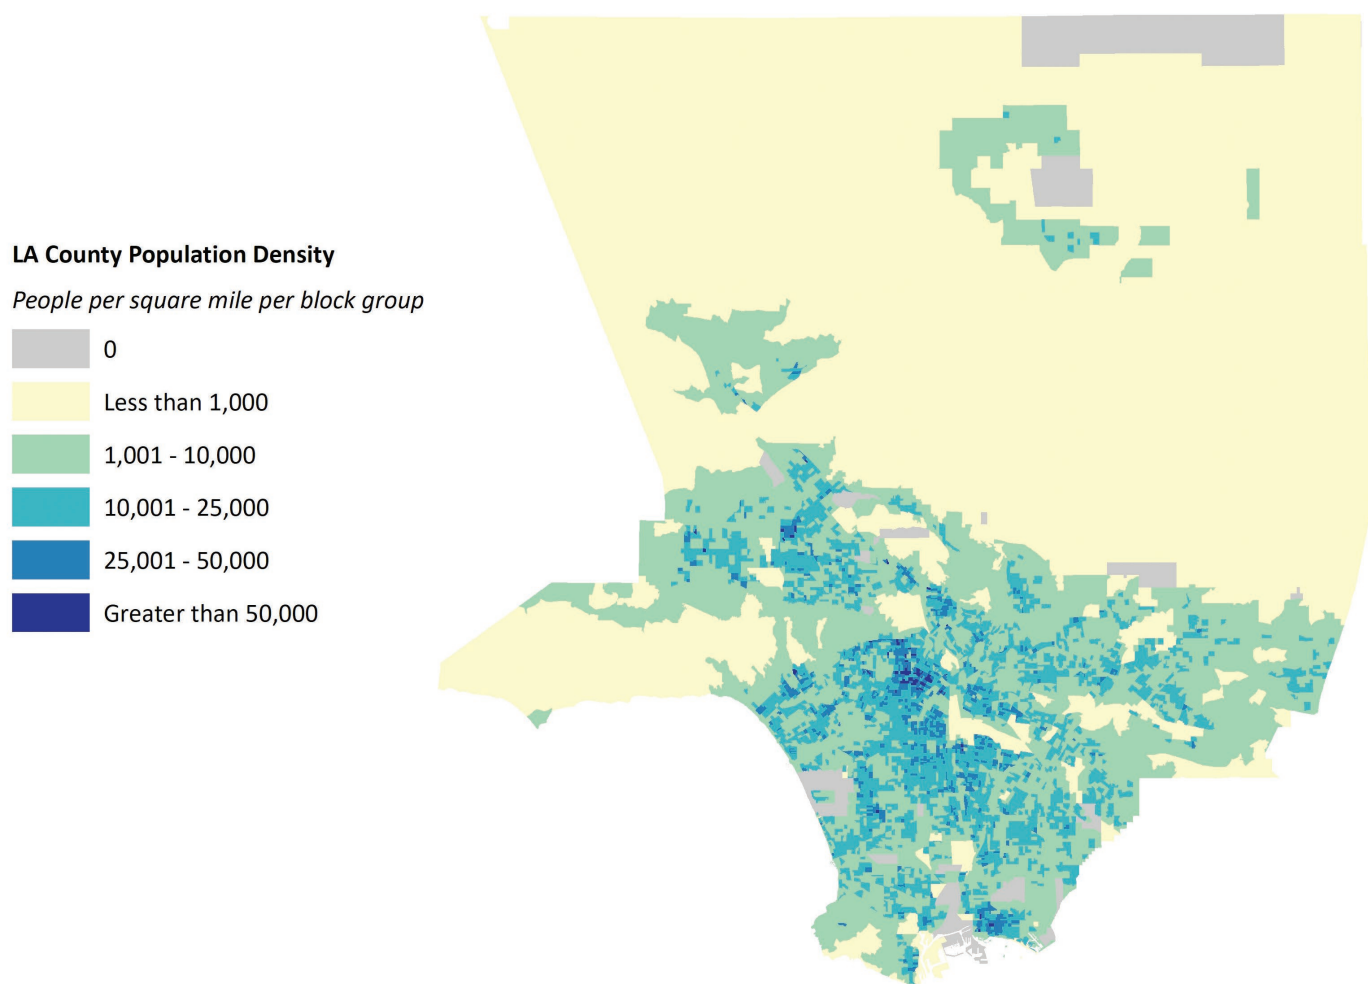 LA County Population Density
People per square mile per block group
0
Less than 1,000
1,001 - 10,000
10,001 - 25,000
25,001 - 50,000
Greater than 50,000